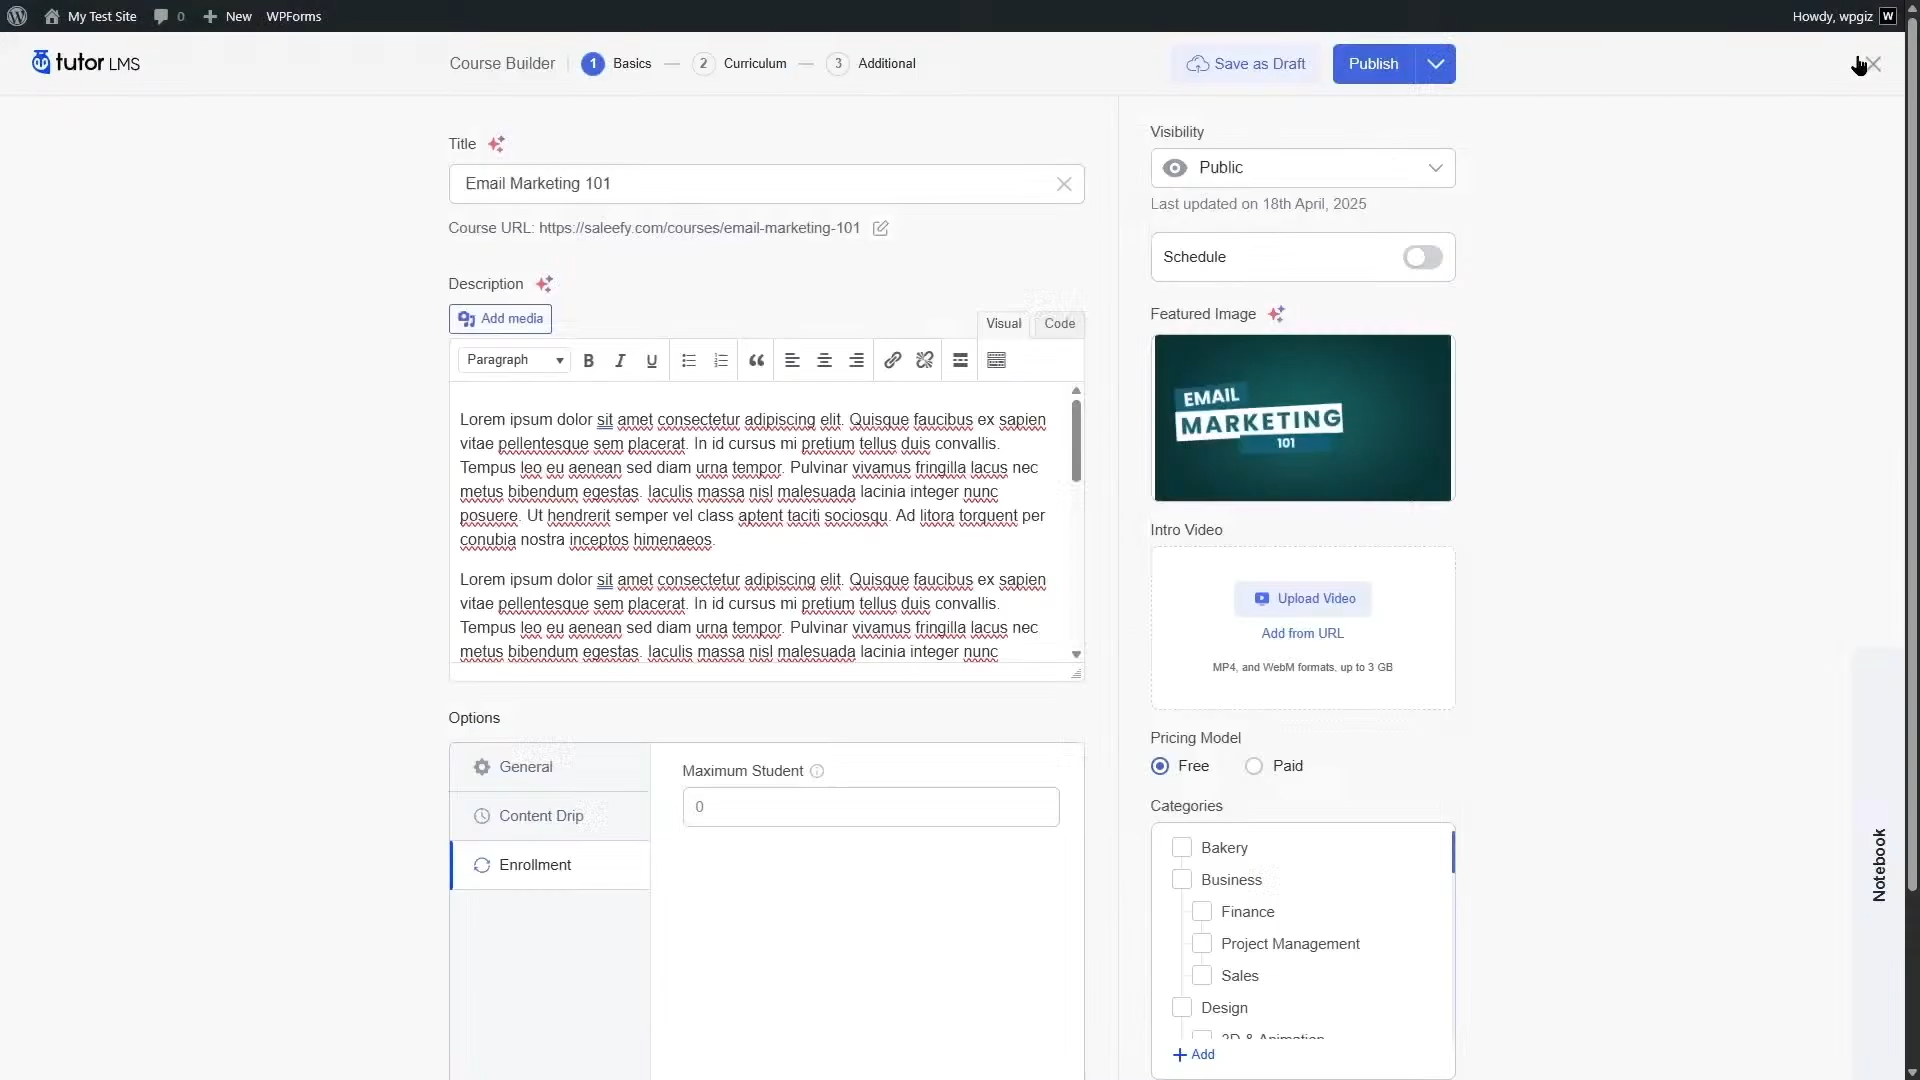 My Test Site 0 New WPForms Howdy, wpgiz W
tutor LMS Course Builder 1 Basics 2 Curriculum 3 Additional Save as Draft Publish
Title
Email Marketing 101
Course URL: https://saleefy.com/courses/email-marketing-101
Description
Add media
Visual Code
Paragraph B I U
Lorem ipsum dolor sit amet consectetur adipiscing elit. Quisque faucibus ex sapien
vitae pellentesque sem placerat. In id cursus mi pretium tellus duis convallis.
Tempus leo eu aenean sed diam urna tempor. Pulvinar vivamus fringilla lacus nec
metus bibendum egestas. Iaculis massa nisl malesuada lacinia integer nunc
posuere. Ut hendrerit semper vel class aptent taciti sociosqu. Ad litora torquent per
conubia nostra inceptos himenaeos.
Lorem ipsum dolor sit amet consectetur adipiscing elit. Quisque faucibus ex sapien
vitae pellentesque sem placerat. In id cursus mi pretium tellus duis convallis.
Tempus leo eu aenean sed diam urna tempor. Pulvinar vivamus fringilla lacus nec
metus bibendum egestas. Iaculis massa nisl malesuada lacinia integer nunc
Options
General
Content Drip
Enrollment
Maximum Student
0
Visibility
Public
Last updated on 18th April, 2025
Schedule
Featured Image
EMAIL
MARKETING
101
Intro Video
Upload Video
Add from URL
MP4, and WebM formats, up to 3 GB
Pricing Model
Free Paid
Categories
Bakery
Business
Finance
Project Management
Sales
Design
2D & Animation
Add
Notebook